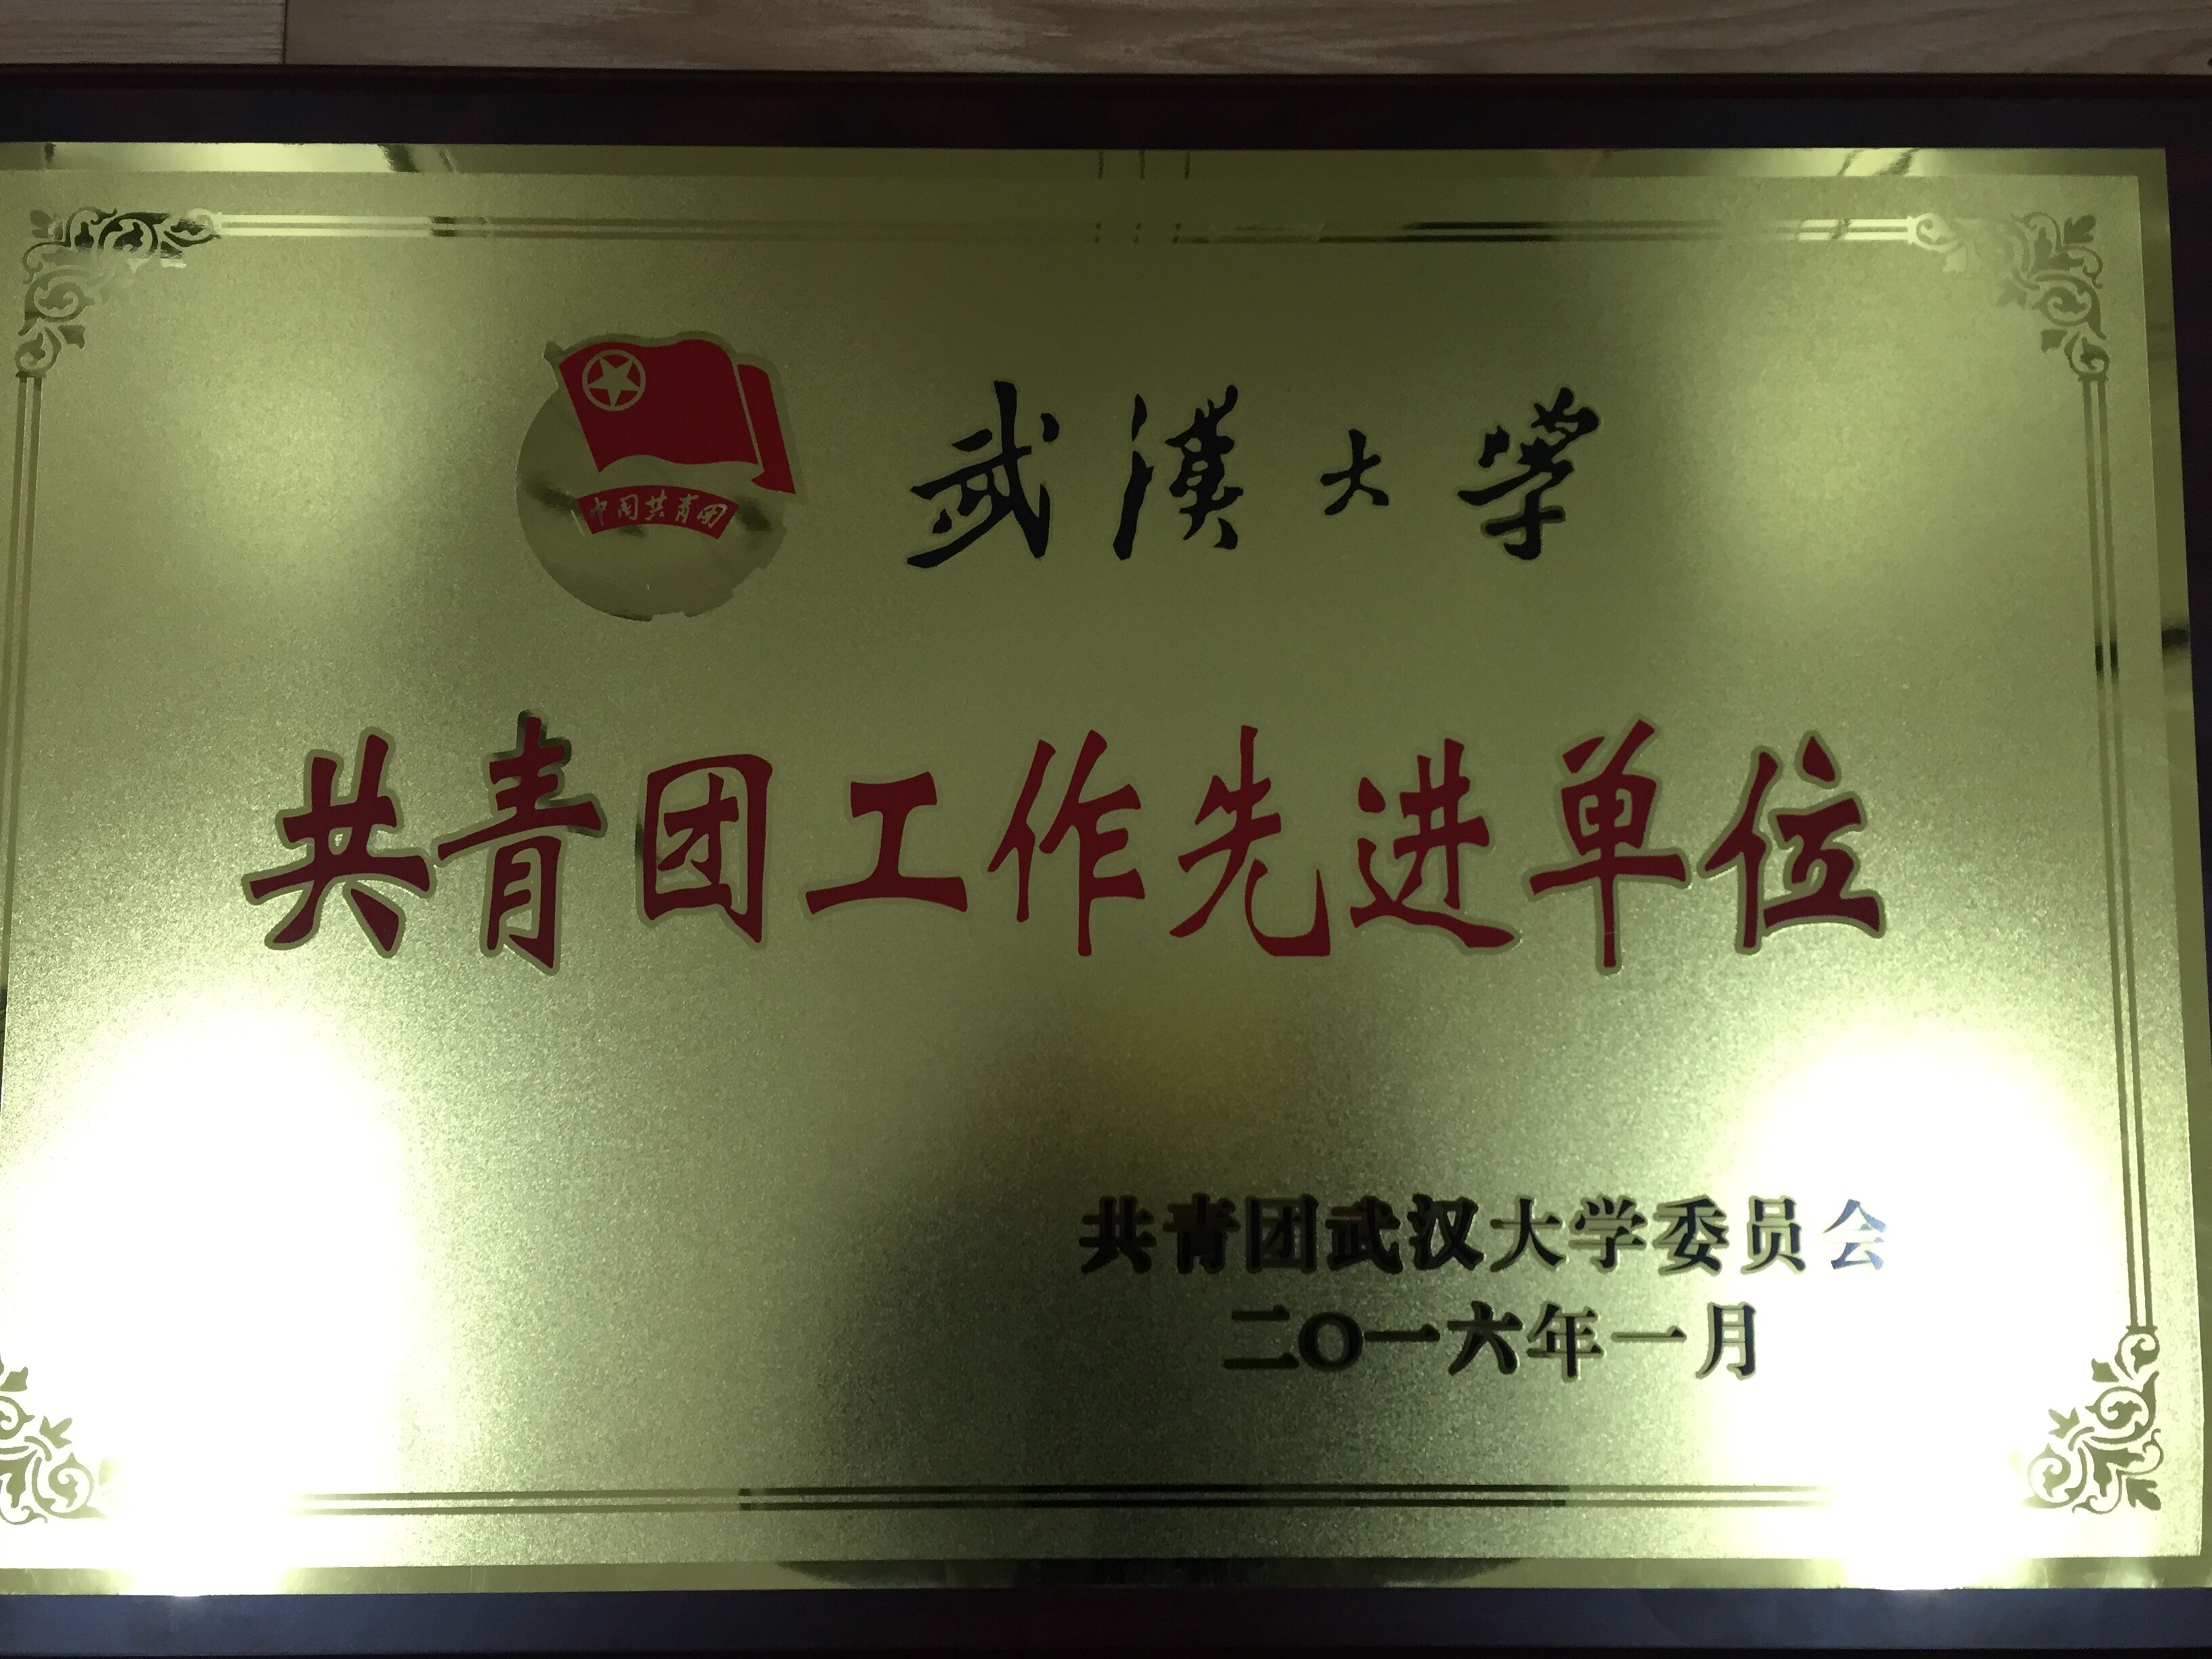 中国共青团
武漢大学
共青团工作先进单位
共青团武汉大学委员会
二O一六年一月